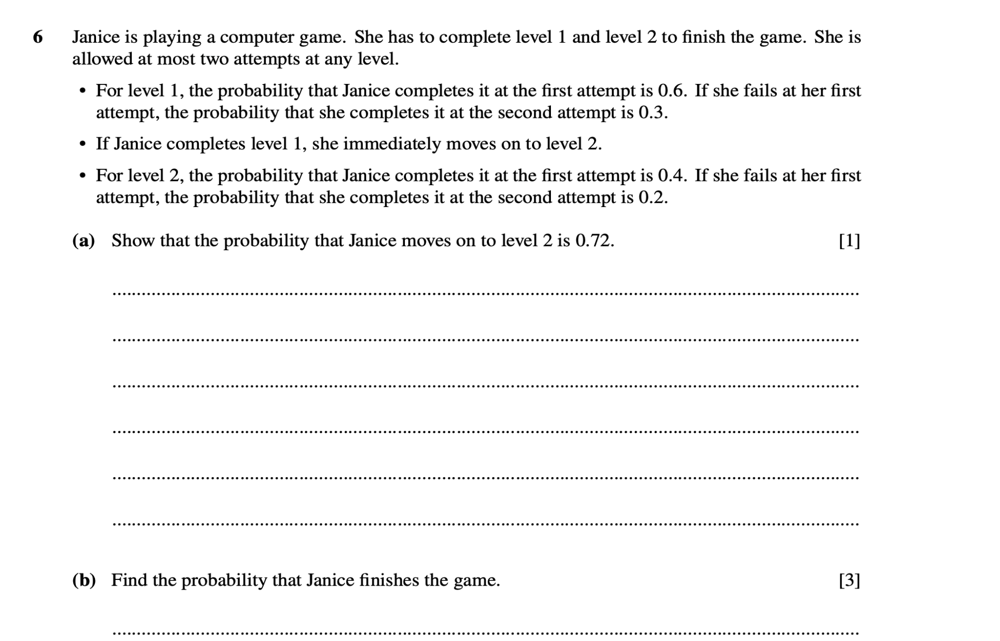 6 Janice is playing a computer game. She has to complete level 1 and level 2 to finish the game. She is
allowed at most two attempts at any level.
• For level 1, the probability that Janice completes it at the first attempt is 0.6. If she fails at her first
attempt, the probability that she completes it at the second attempt is 0.3.
• If Janice completes level 1, she immediately moves on to level 2.
• For level 2, the probability that Janice completes it at the first attempt is 0.4. If she fails at her first
attempt, the probability that she completes it at the second attempt is 0.2.
(a) Show that the probability that Janice moves on to level 2 is 0.72. [1]
(b) Find the probability that Janice finishes the game. [3]